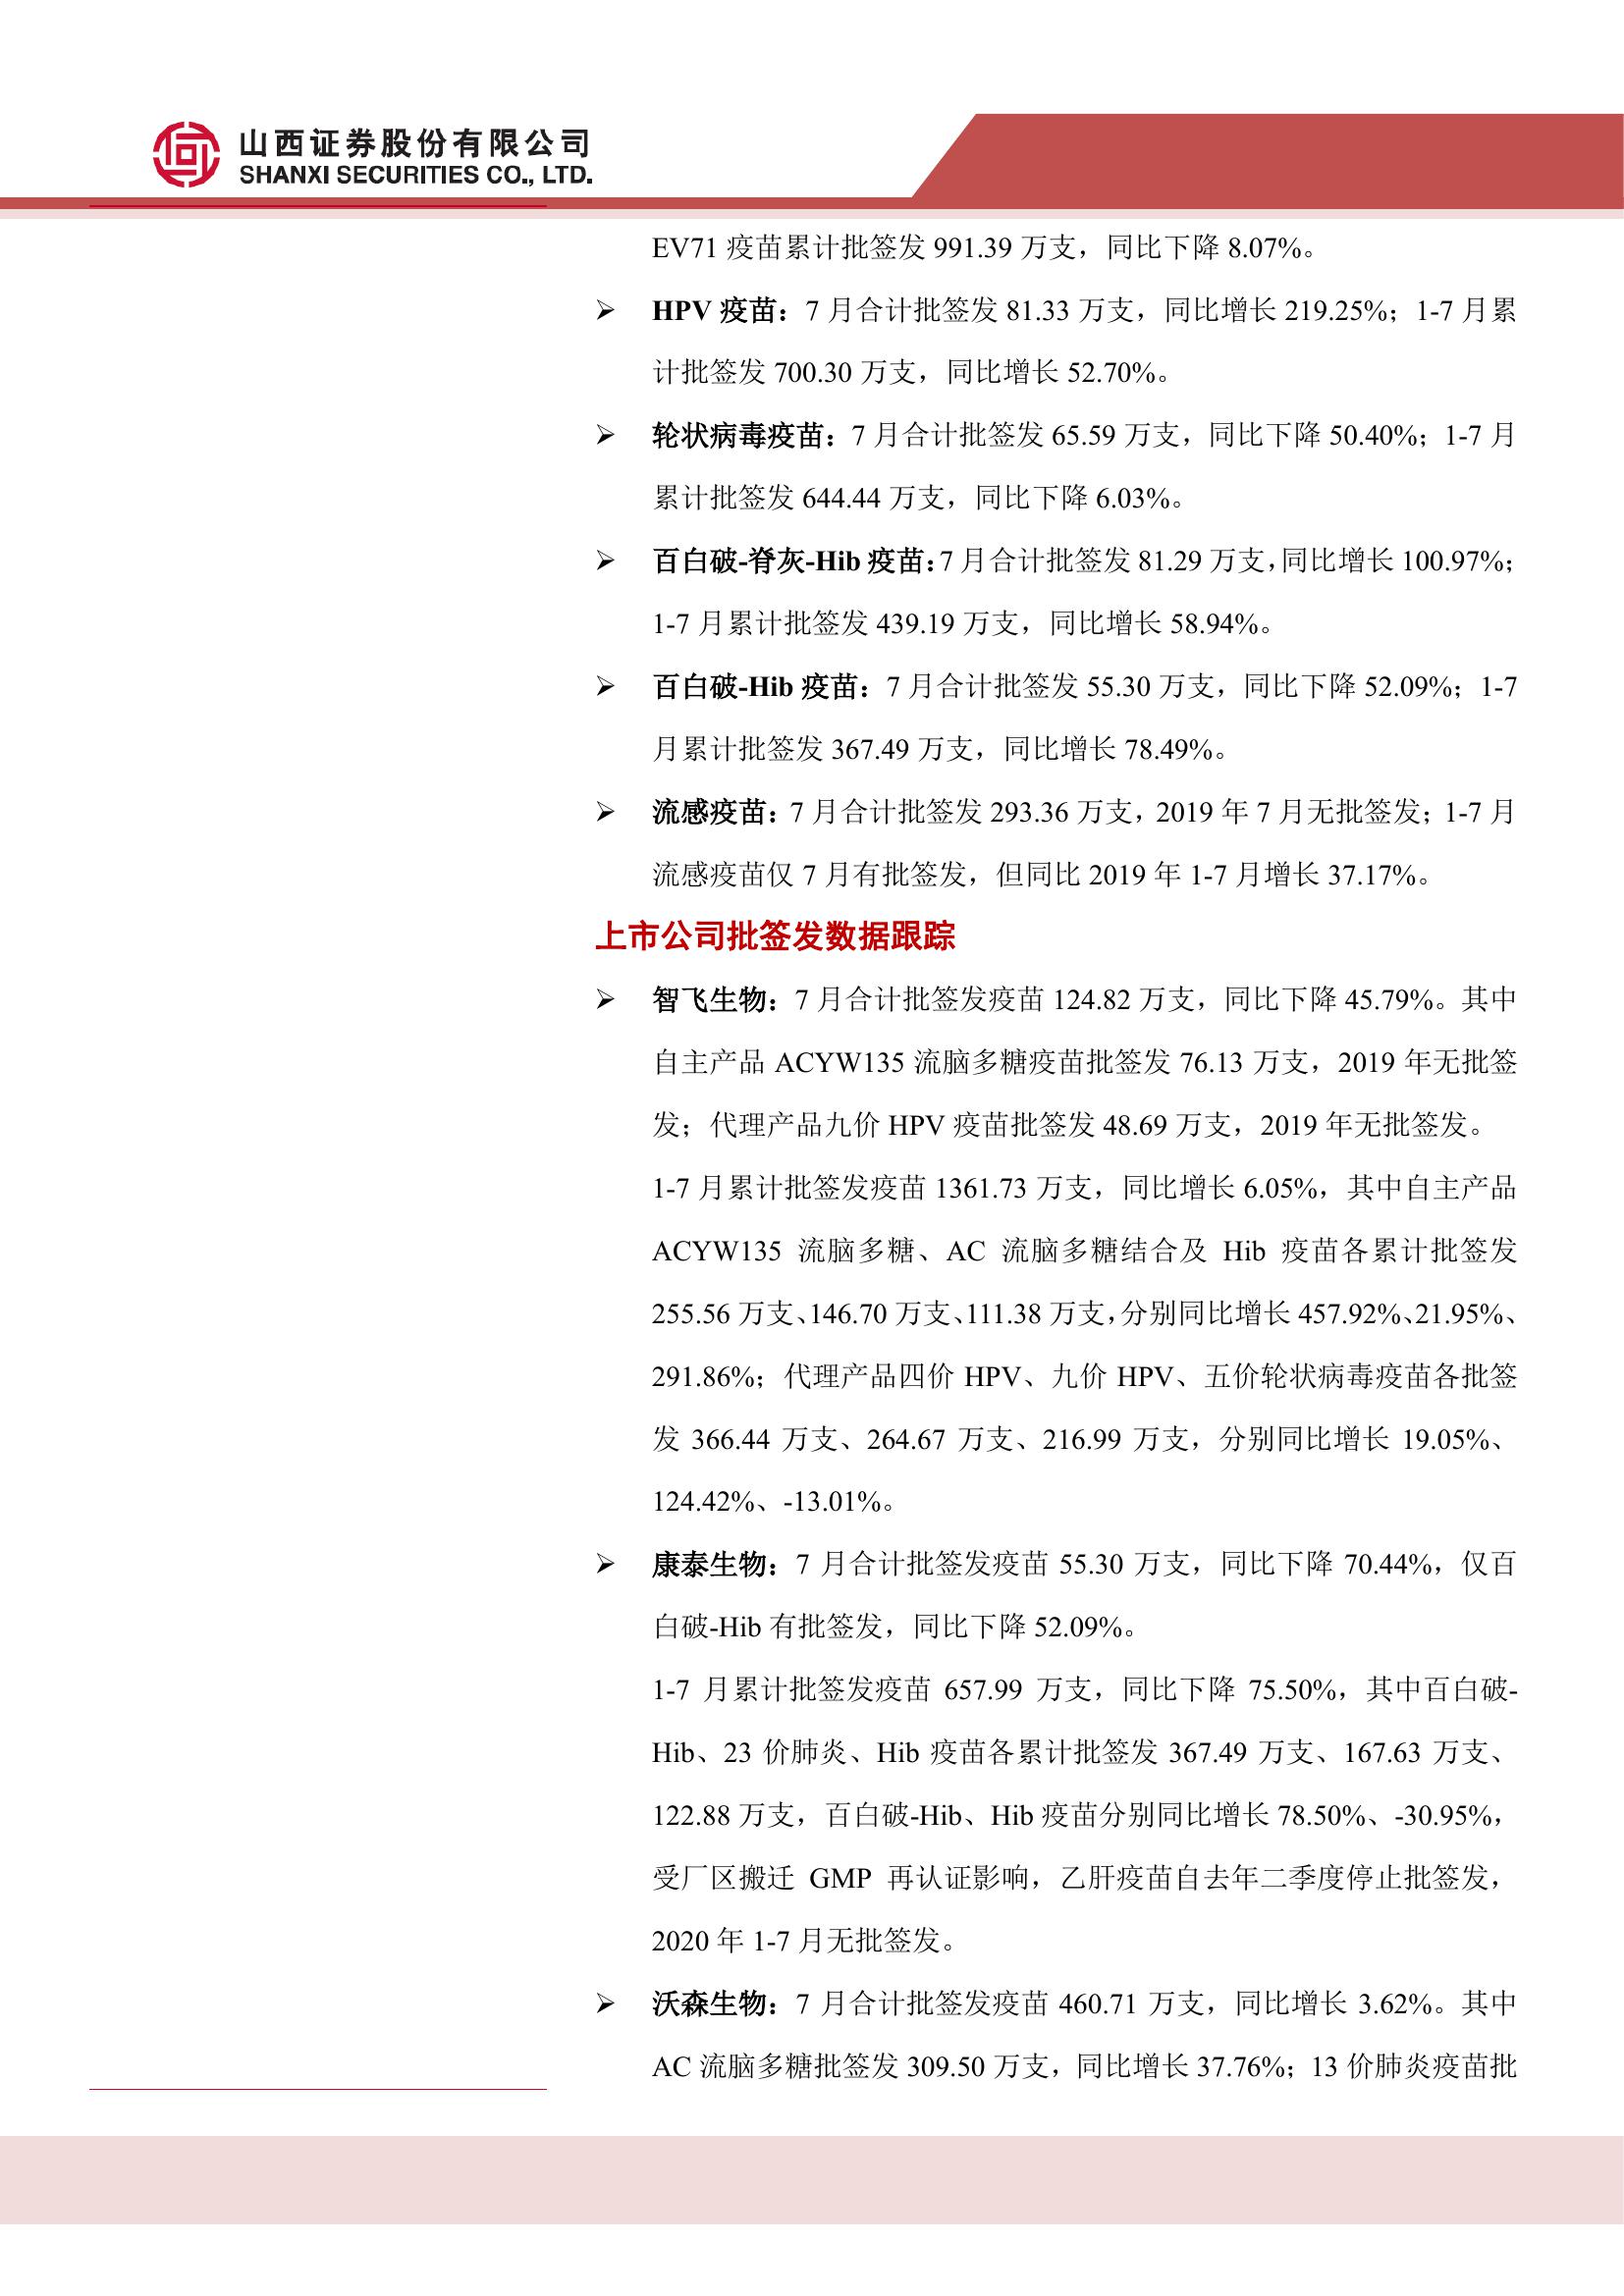 山西证券股份有限公司
SHANXI SECURITIES CO., LTD.
EV71 疫苗累计批签发 991.39 万支，同比下降 8.07%。
➢ HPV 疫苗：7 月合计批签发 81.33 万支，同比增长 219.25%；1-7 月累
计批签发 700.30 万支，同比增长 52.70%。
➢ 轮状病毒疫苗：7 月合计批签发 65.59 万支，同比下降 50.40%；1-7 月
累计批签发 644.44 万支，同比下降 6.03%。
➢ 百白破-脊灰-Hib 疫苗：7 月合计批签发 81.29 万支，同比增长 100.97%；
1-7 月累计批签发 439.19 万支，同比增长 58.94%。
➢ 百白破-Hib 疫苗：7 月合计批签发 55.30 万支，同比下降 52.09%；1-7
月累计批签发 367.49 万支，同比增长 78.49%。
➢ 流感疫苗：7 月合计批签发 293.36 万支，2019 年 7 月无批签发；1-7 月
流感疫苗仅 7 月有批签发，但同比 2019 年 1-7 月增长 37.17%。
上市公司批签发数据跟踪
➢ 智飞生物：7 月合计批签发疫苗 124.82 万支，同比下降 45.79%。其中
自主产品 ACYW135 流脑多糖疫苗批签发 76.13 万支，2019 年无批签
发；代理产品九价 HPV 疫苗批签发 48.69 万支，2019 年无批签发。
1-7 月累计批签发疫苗 1361.73 万支，同比增长 6.05%，其中自主产品
ACYW135 流脑多糖、AC 流脑多糖结合及 Hib 疫苗各累计批签发
255.56 万支、146.70 万支、111.38 万支，分别同比增长 457.92%、21.95%、
291.86%；代理产品四价 HPV、九价 HPV、五价轮状病毒疫苗各批签
发 366.44 万支、264.67 万支、216.99 万支，分别同比增长 19.05%、
124.42%、-13.01%。
➢ 康泰生物：7 月合计批签发疫苗 55.30 万支，同比下降 70.44%，仅百
白破-Hib 有批签发，同比下降 52.09%。
1-7 月累计批签发疫苗 657.99 万支，同比下降 75.50%，其中百白破-
Hib、23 价肺炎、Hib 疫苗各累计批签发 367.49 万支、167.63 万支、
122.88 万支，百白破-Hib、Hib 疫苗分别同比增长 78.50%、-30.95%，
受厂区搬迁 GMP 再认证影响，乙肝疫苗自去年二季度停止批签发，
2020 年 1-7 月无批签发。
➢ 沃森生物：7 月合计批签发疫苗 460.71 万支，同比增长 3.62%。其中
AC 流脑多糖批签发 309.50 万支，同比增长 37.76%；13 价肺炎疫苗批